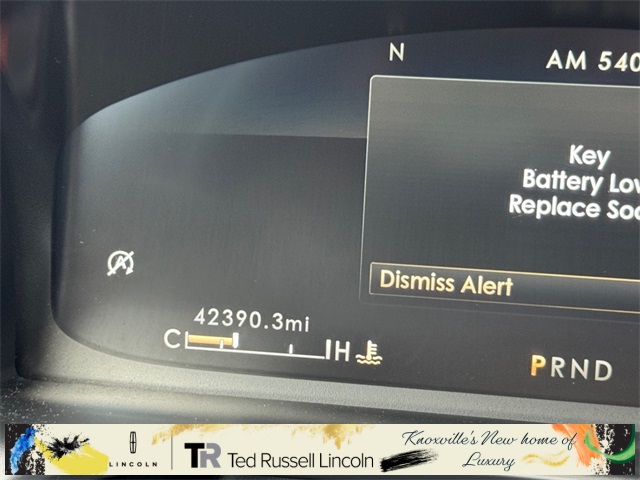 N
AM 540
Key
Battery Lov
Replace Soo
Dismiss Alert
42390.3mi
C H
PRND
LINCOLN
TR Ted Russell Lincoln
Knoxville's New home of
Luxury